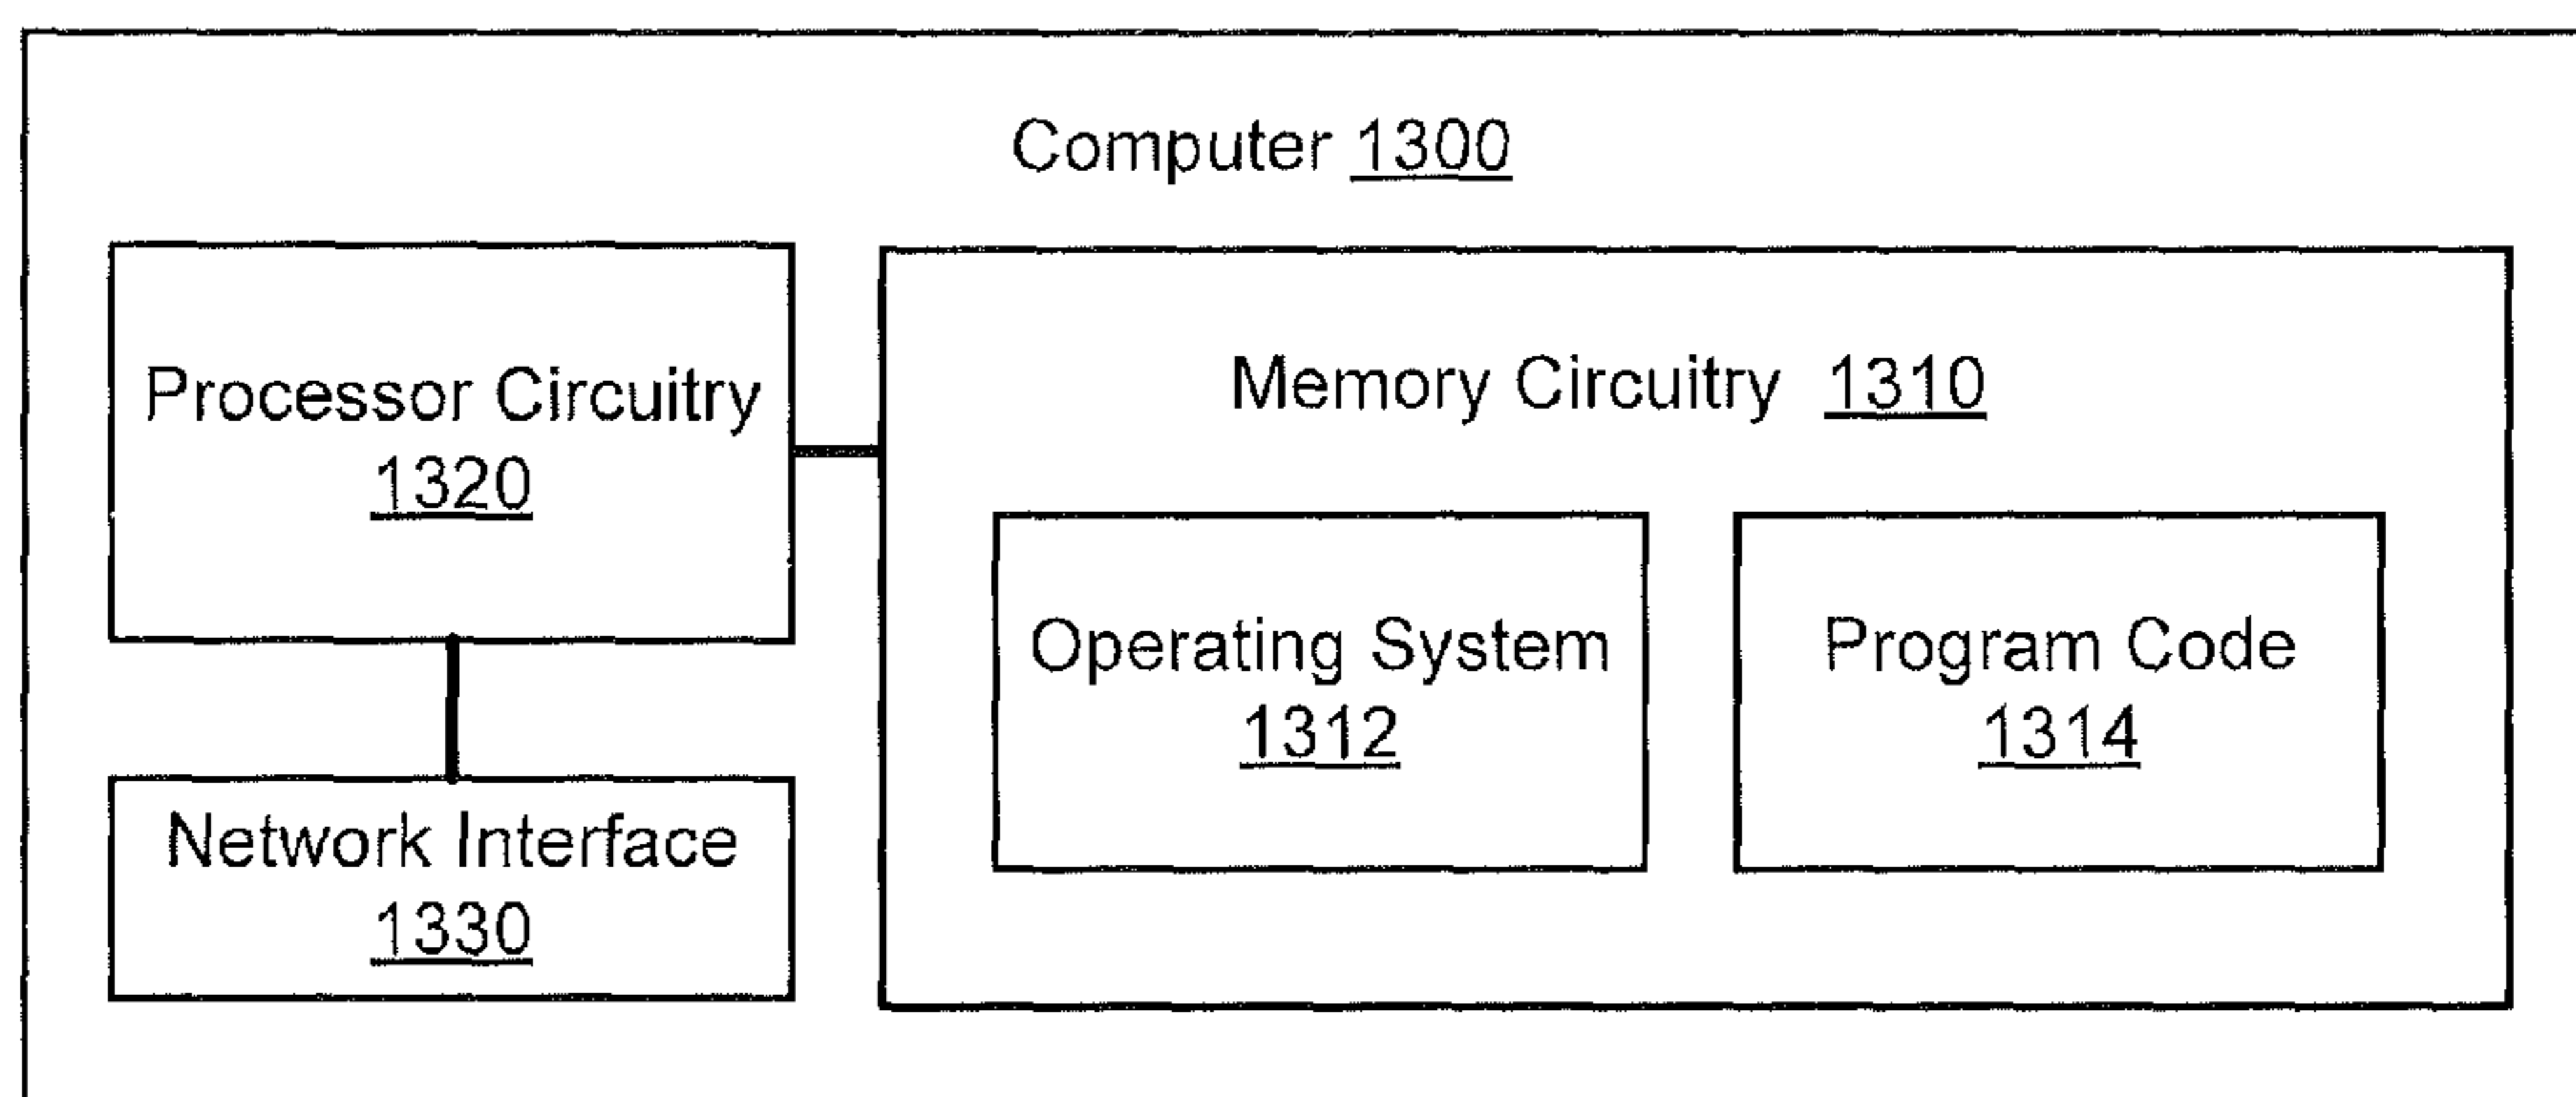 Computer 1300
Processor Circuitry
1320
Memory Circuitry 1310
Operating System
1312
Program Code
1314
Network Interface
1330